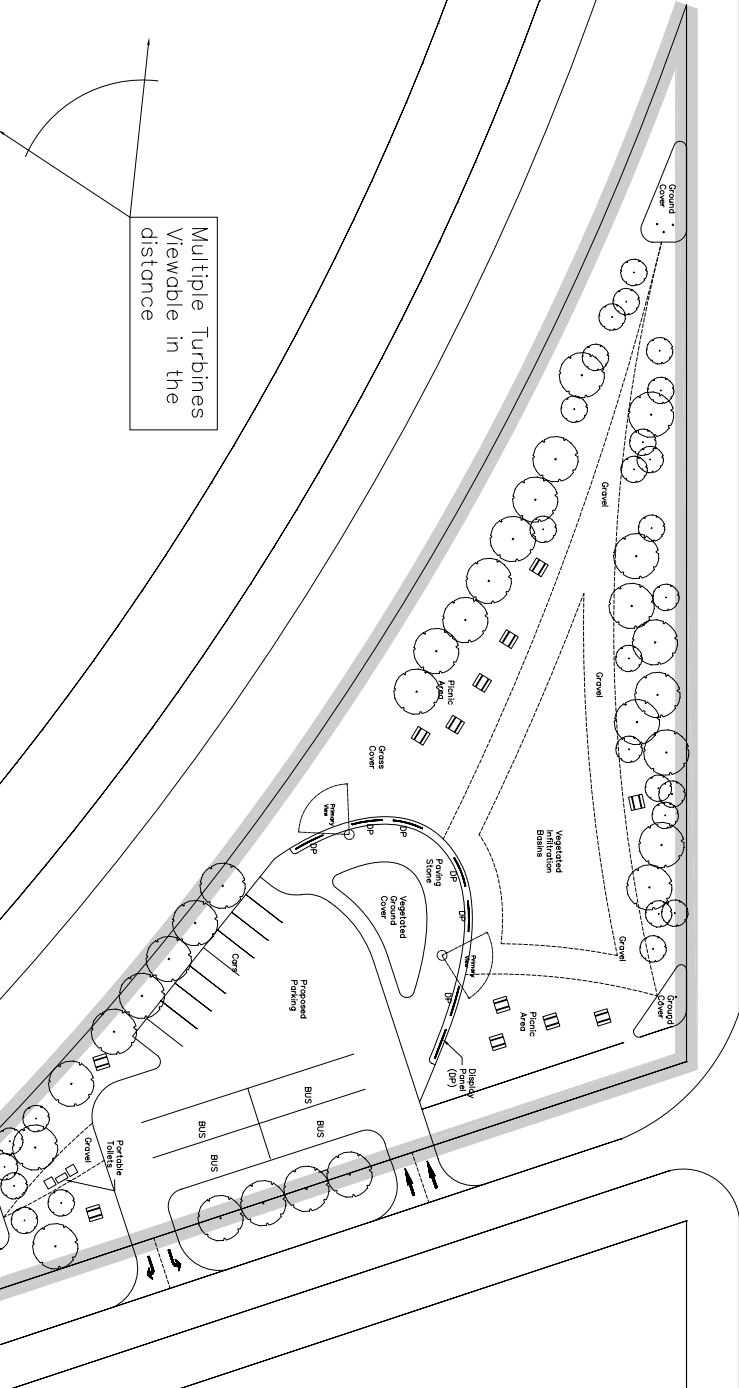 Multiple Turbines
Viewable in the
distance
Ground
Cover
Gravel
Gravel
Picnic
Area
Grass
Cover
Primary
View
DP
DP
DP
DP
DP
DP
Paving
Stone
Vegetated
Infiltration
Basins
Vegetated
Ground
Cover
Primary
View
Gravel
Ground
Cover
Picnic
Area
Display
Panel
(DP)
Cars
Proposed
Parking
BUS
BUS
BUS
BUS
Portable
Toilets
Gravel